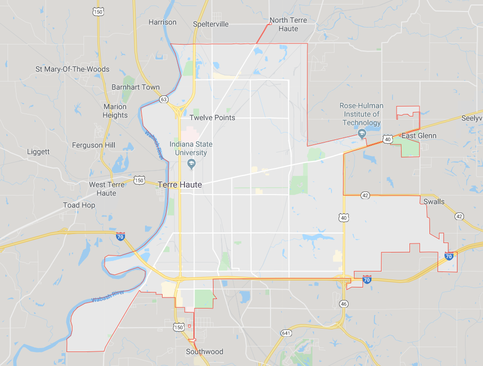 150
Harrison
Spelterville
North Terre
Haute
St Mary-Of-The-Woods
Barnhart Town
63
Marion
Heights
Twelve Points
Rose-Hulman
Institute of
Technology
Seelyv
40
East Glenn
Ferguson Hill
Indiana State
University
Liggett
150
West Terre
Haute
Terre Haute
Toad Hop
42
Swalls
42
40
70
70
70
46
150
641
Southwood